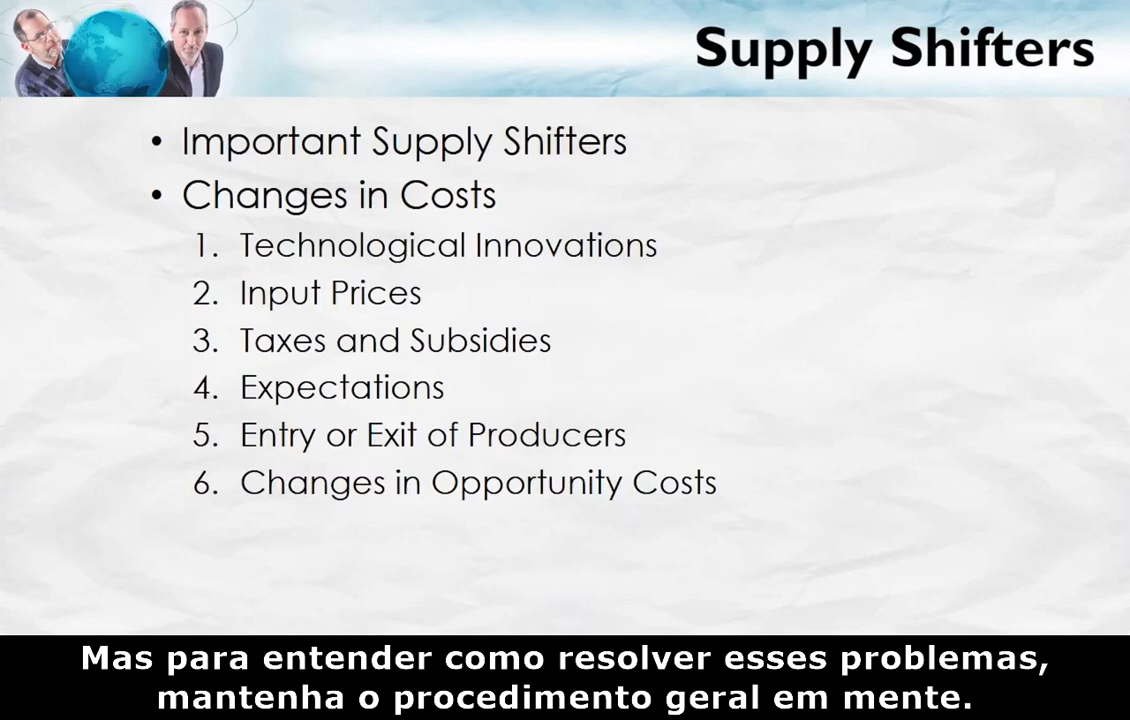 Supply Shifters
• Important Supply Shifters
• Changes in Costs
1. Technological Innovations
2. Input Prices
3. Taxes and Subsidies
4. Expectations
5. Entry or Exit of Producers
6. Changes in Opportunity Costs
Mas para entender como resolver esses problemas,
mantenha o procedimento geral em mente.